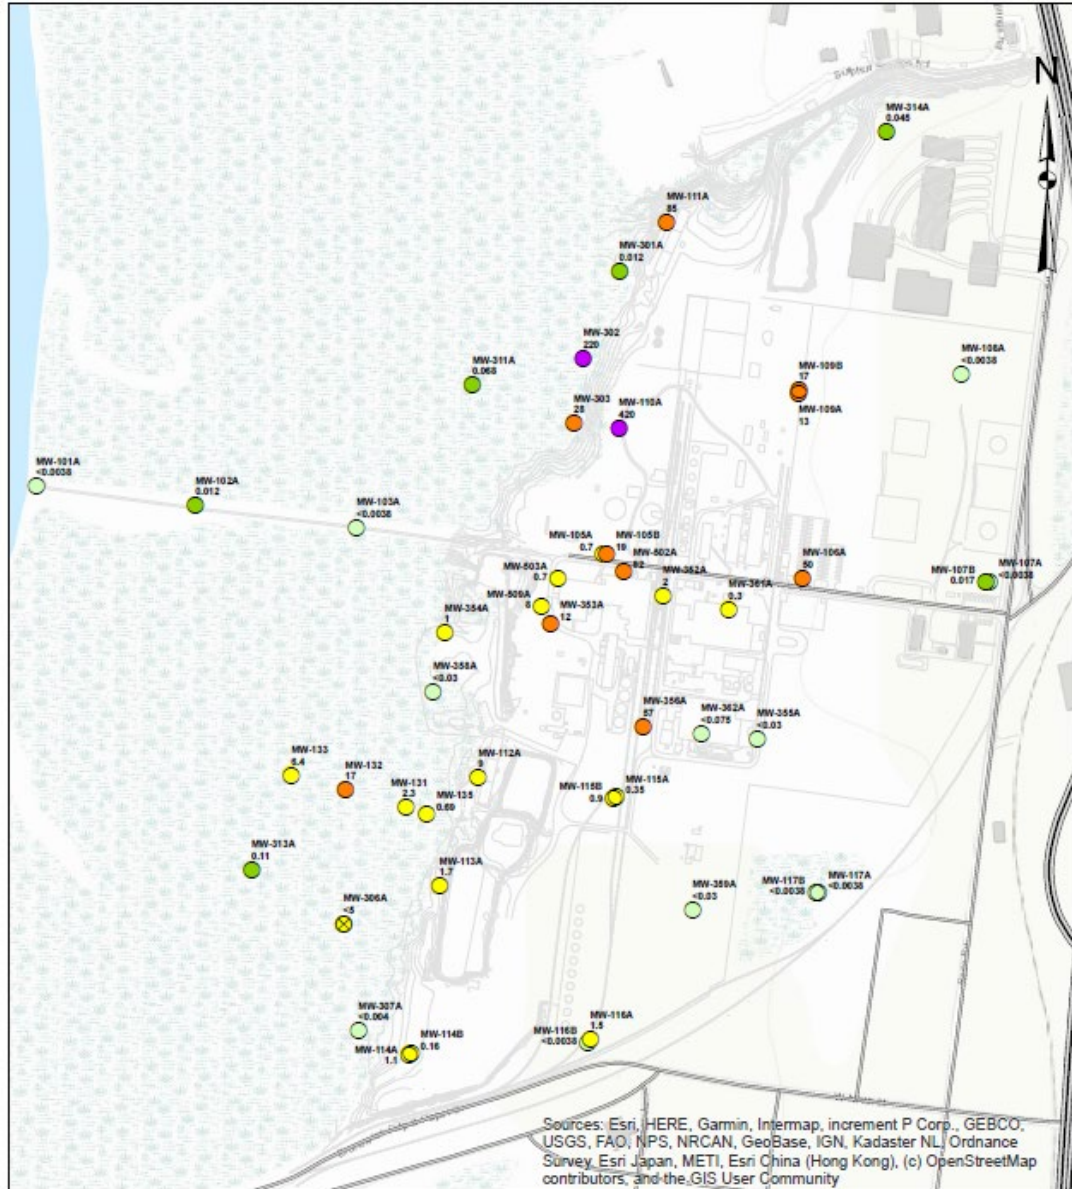 N
MW-314A
0.045
MW-111A
85
MW-301A
0.012
MW-302
220
MW-311A
0.068
MW-108A
<0.0038
MW-109B
17
MW-109A
13
MW-303
28
MW-110A
420
MW-101A
<0.0038
MW-102A
0.012
MW-103A
<0.0038
MW-105A
0.7
MW-105B
19
MW-502A
82
MW-106A
50
MW-107B
0.017
MW-107A
<0.0038
MW-503A
0.7
MW-352A
2
MW-361A
0.3
MW-509A
8
MW-353A
12
MW-354A
1
MW-358A
<0.03
MW-356A
57
MW-362A
<0.075
MW-355A
<0.03
MW-133
6.4
MW-132
17
MW-112A
9
MW-131
2.3
MW-135
0.69
MW-115B
0.9
MW-115A
0.35
MW-313A
0.11
MW-113A
1.7
MW-306A
<5
MW-359A
<0.03
MW-117B
<0.0038
MW-117A
<0.0038
MW-307A
<0.004
MW-114A
1.1
MW-114B
0.16
MW-116B
<0.0038
MW-116A
1.5
Sources: Esri, HERE, Garmin, Intermap, increment P Corp., GEBCO,
USGS, FAO, NPS, NRCAN, GeoBase, IGN, Kadaster NL, Ordnance
Survey, Esri Japan, METI, Esri China (Hong Kong), (c) OpenStreetMap
contributors, and the GIS User Community